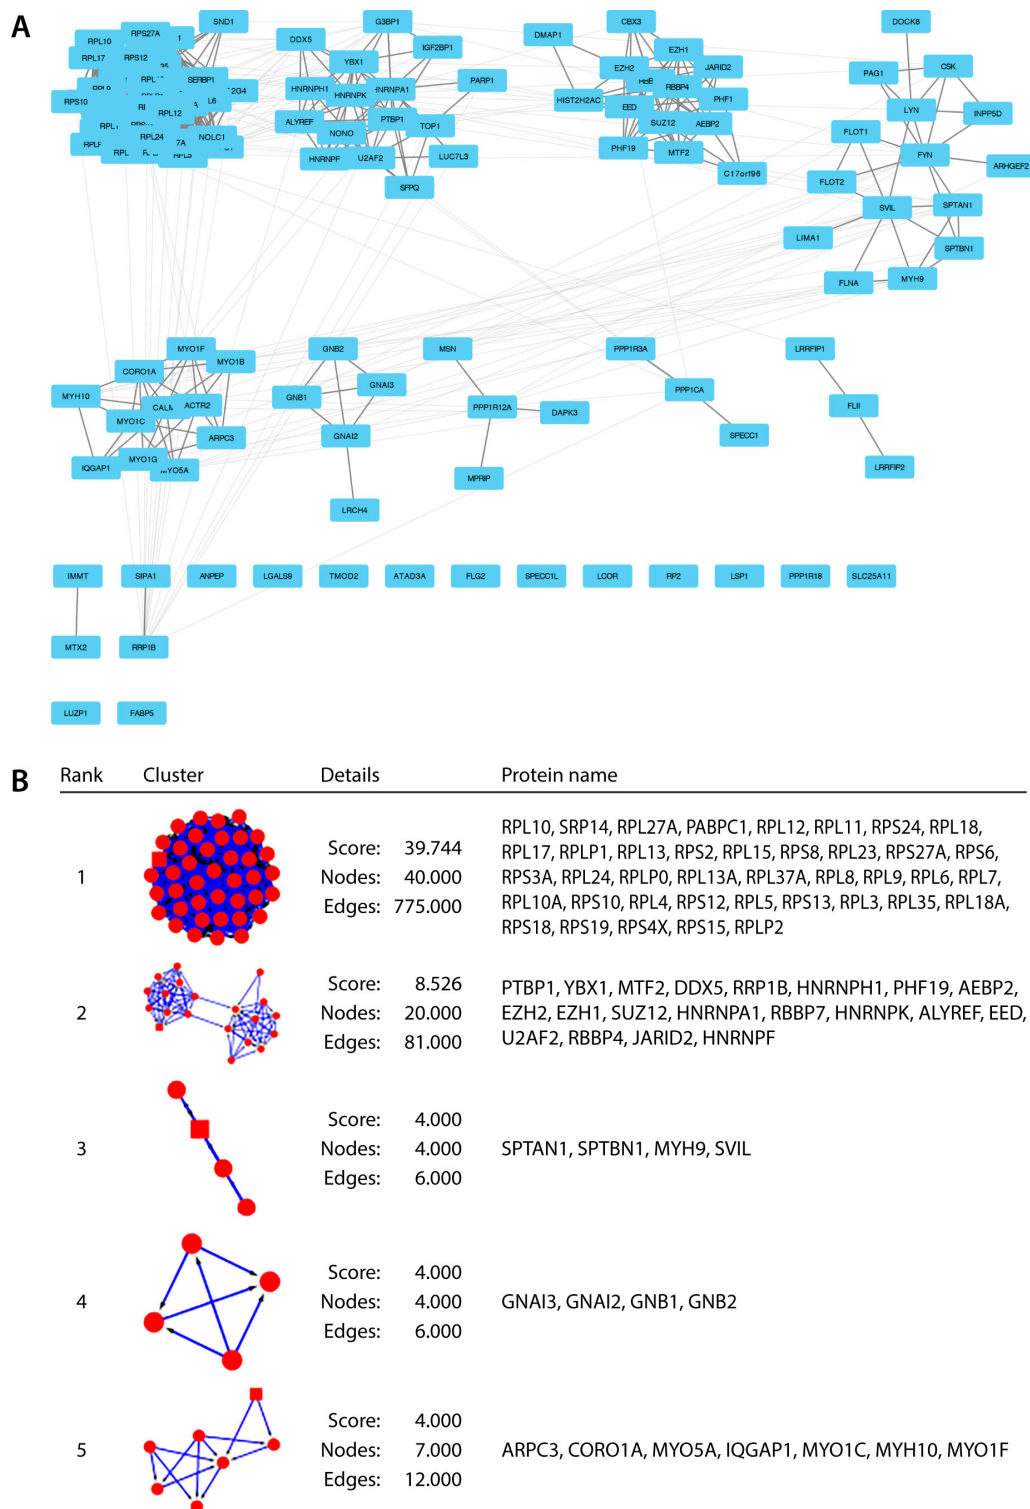 A
SND1
G3BP1
CBX3
DOCK8
RPL10
RPS27A
DDX5
IGF2BP1
DMAP1
EZH1
RPL17
RPS12
YBX1
EZH2
JARID2
PAG1
CSK
SERBP1
PARP1
HNRNPH1
HNRNPK
HNRNPA1
RBBP4
HIST2H2AC
EED
PHF1
LYN
INPP5D
RPS10
RPL12
ALYREF
PTBP1
TOP1
SUZ12
AEBP2
FLOT1
NONO
RPL24
NOLC1
HNRNPF
U2AF2
LUC7L3
PHF19
MTF2
FYN
ARHGEF2
SFPQ
C17orf96
FLOT2
SVIL
SPTAN1
LIMA1
SPTBN1
FLNA
MYH9
MYO1F
GNB2
MSN
PPP1R3A
LRRFIP1
CORO1A
MYO1B
GNAI3
MYH10
GNB1
PPP1CA
CALM
ACTR2
PPP1R12A
DAPK3
FLII
MYO1C
ARPC3
GNAI2
SPECC1
MYO1G
IQGAP1
MYO5A
MPRIP
LRRFIP2
LRCH4
IMMT
SIPA1
ANPEP
LGALS9
TMOD2
ATAD3A
FLG2
SPECC1L
LCOR
RP2
LSP1
PPP1R18
SLC25A11
MTX2
RRP1B
LUZP1
FABP5
B
Rank Cluster Details Protein name
1
Score: 39.744
Nodes: 40.000
Edges: 775.000
RPL10, SRP14, RPL27A, PABPC1, RPL12, RPL11, RPS24, RPL18,
RPL17, RPLP1, RPL13, RPS2, RPL15, RPS8, RPL23, RPS27A, RPS6,
RPS3A, RPL24, RPLP0, RPL13A, RPL37A, RPL8, RPL9, RPL6, RPL7,
RPL10A, RPS10, RPL4, RPS12, RPL5, RPS13, RPL3, RPL35, RPL18A,
RPS18, RPS19, RPS4X, RPS15, RPLP2
2
Score: 8.526
Nodes: 20.000
Edges: 81.000
PTBP1, YBX1, MTF2, DDX5, RRP1B, HNRNPH1, PHF19, AEBP2,
EZH2, EZH1, SUZ12, HNRNPA1, RBBP7, HNRNPK, ALYREF, EED,
U2AF2, RBBP4, JARID2, HNRNPF
3
Score: 4.000
Nodes: 4.000
Edges: 6.000
SPTAN1, SPTBN1, MYH9, SVIL
4
Score: 4.000
Nodes: 4.000
Edges: 6.000
GNAI3, GNAI2, GNB1, GNB2
5
Score: 4.000
Nodes: 7.000
Edges: 12.000
ARPC3, CORO1A, MYO5A, IQGAP1, MYO1C, MYH10, MYO1F